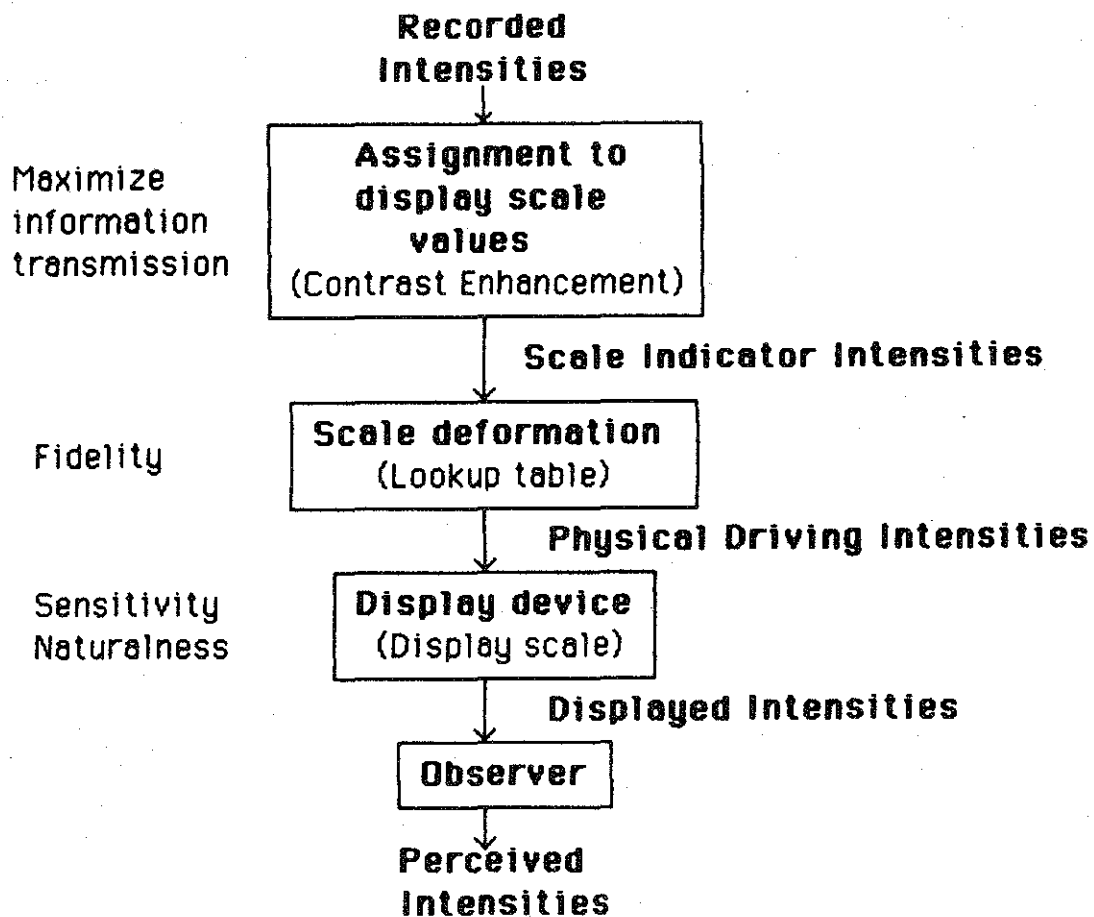 Recorded
Intensities
Maximize
information
transmission
Assignment to
display scale
values
(Contrast Enhancement)
Scale Indicator Intensities
Fidelity
Scale deformation
(Lookup table)
Physical Driving Intensities
Sensitivity
Naturalness
Display device
(Display scale)
Displayed Intensities
Observer
Perceived
Intensities